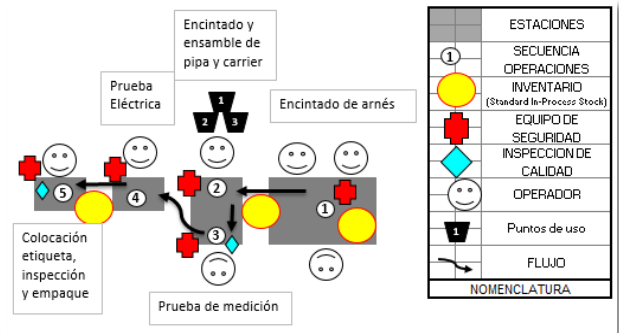 Encintado y
ensamble de
pipa y carrier
Prueba
Eléctrica
Encintado de arnés
1
2
3
5
4
2
1
3
Colocación
etiqueta,
inspección
y empaque
Prueba de medición
ESTACIONES
1
SECUENCIA
OPERACIONES
INVENTARIO
(Standard In-Process Stock)
EQUIPO DE
SEGURIDAD
INSPECCION DE
CALIDAD
OPERADOR
1
Puntos de uso
FLUJO
NOMENCLATURA